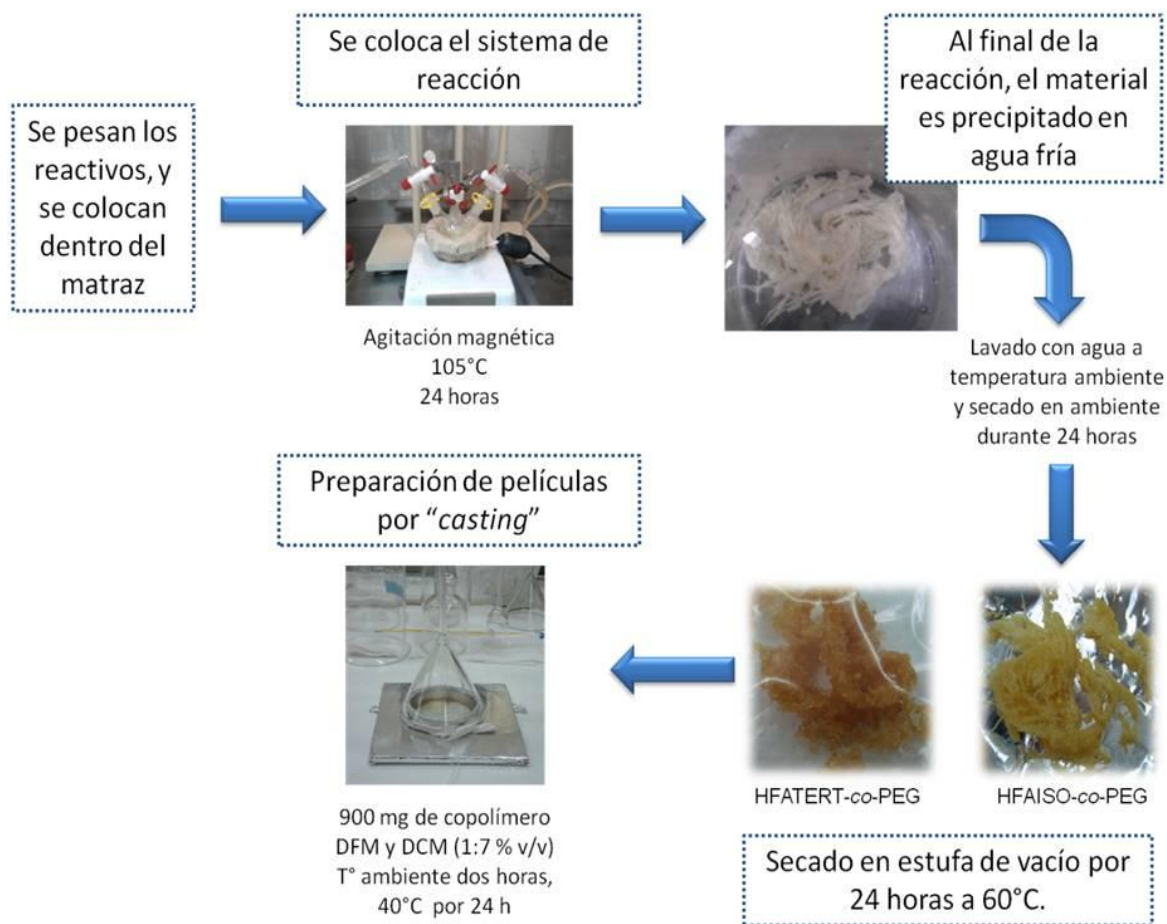 Se pesan los
reactivos, y
se colocan
dentro del
matraz
Se coloca el sistema de
reacción
Agitación magnética
105°C
24 horas
Al final de la
reacción, el material
es precipitado en
agua fría
Lavado con agua a
temperatura ambiente
y secado en ambiente
durante 24 horas
HFATERT-co-PEG
HFAISO-co-PEG
Secado en estufa de vacío por
24 horas a 60°C.
Preparación de películas
por “casting”
900 mg de copolímero
DFM y DCM (1:7 % v/v)
T° ambiente dos horas,
40°C por 24 h